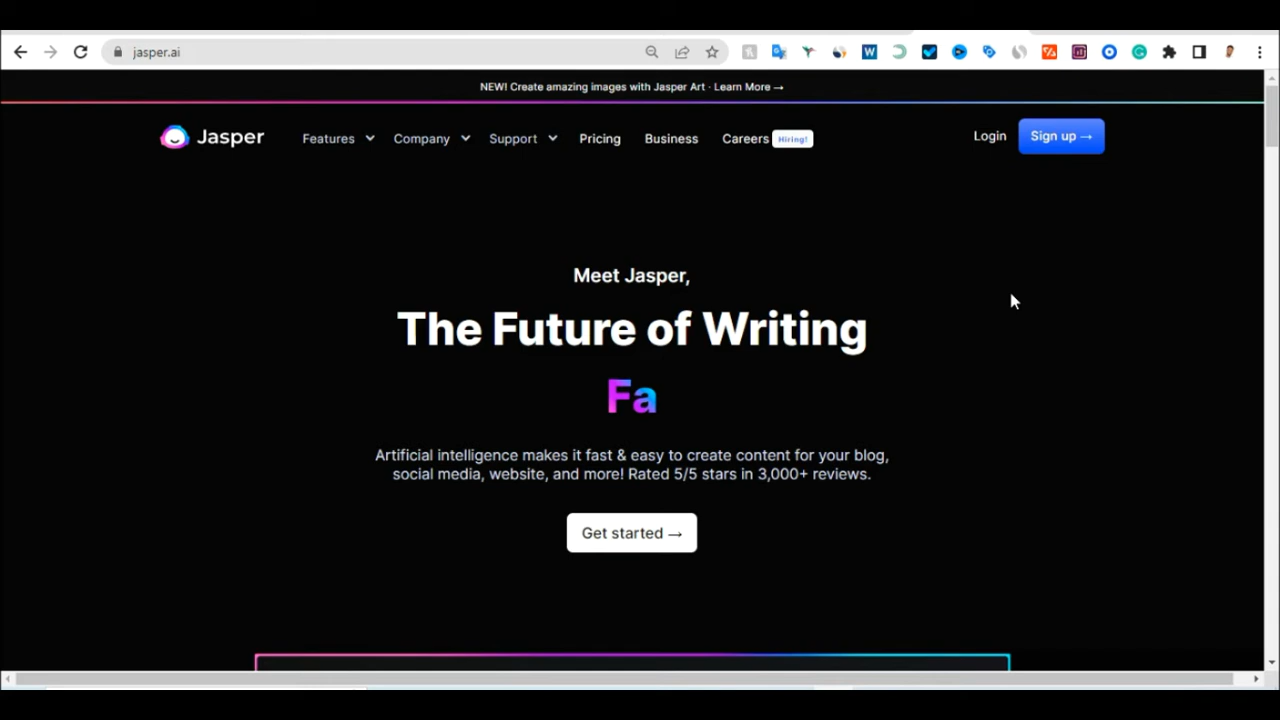 jasper.ai
NEW! Create amazing images with Jasper Art · Learn More →
Jasper
Features
Company
Support
Pricing
Business
Careers Hiring!
Login
Sign up →
Meet Jasper,
The Future of Writing
Fa
Artificial intelligence makes it fast & easy to create content for your blog,
social media, website, and more! Rated 5/5 stars in 3,000+ reviews.
Get started →